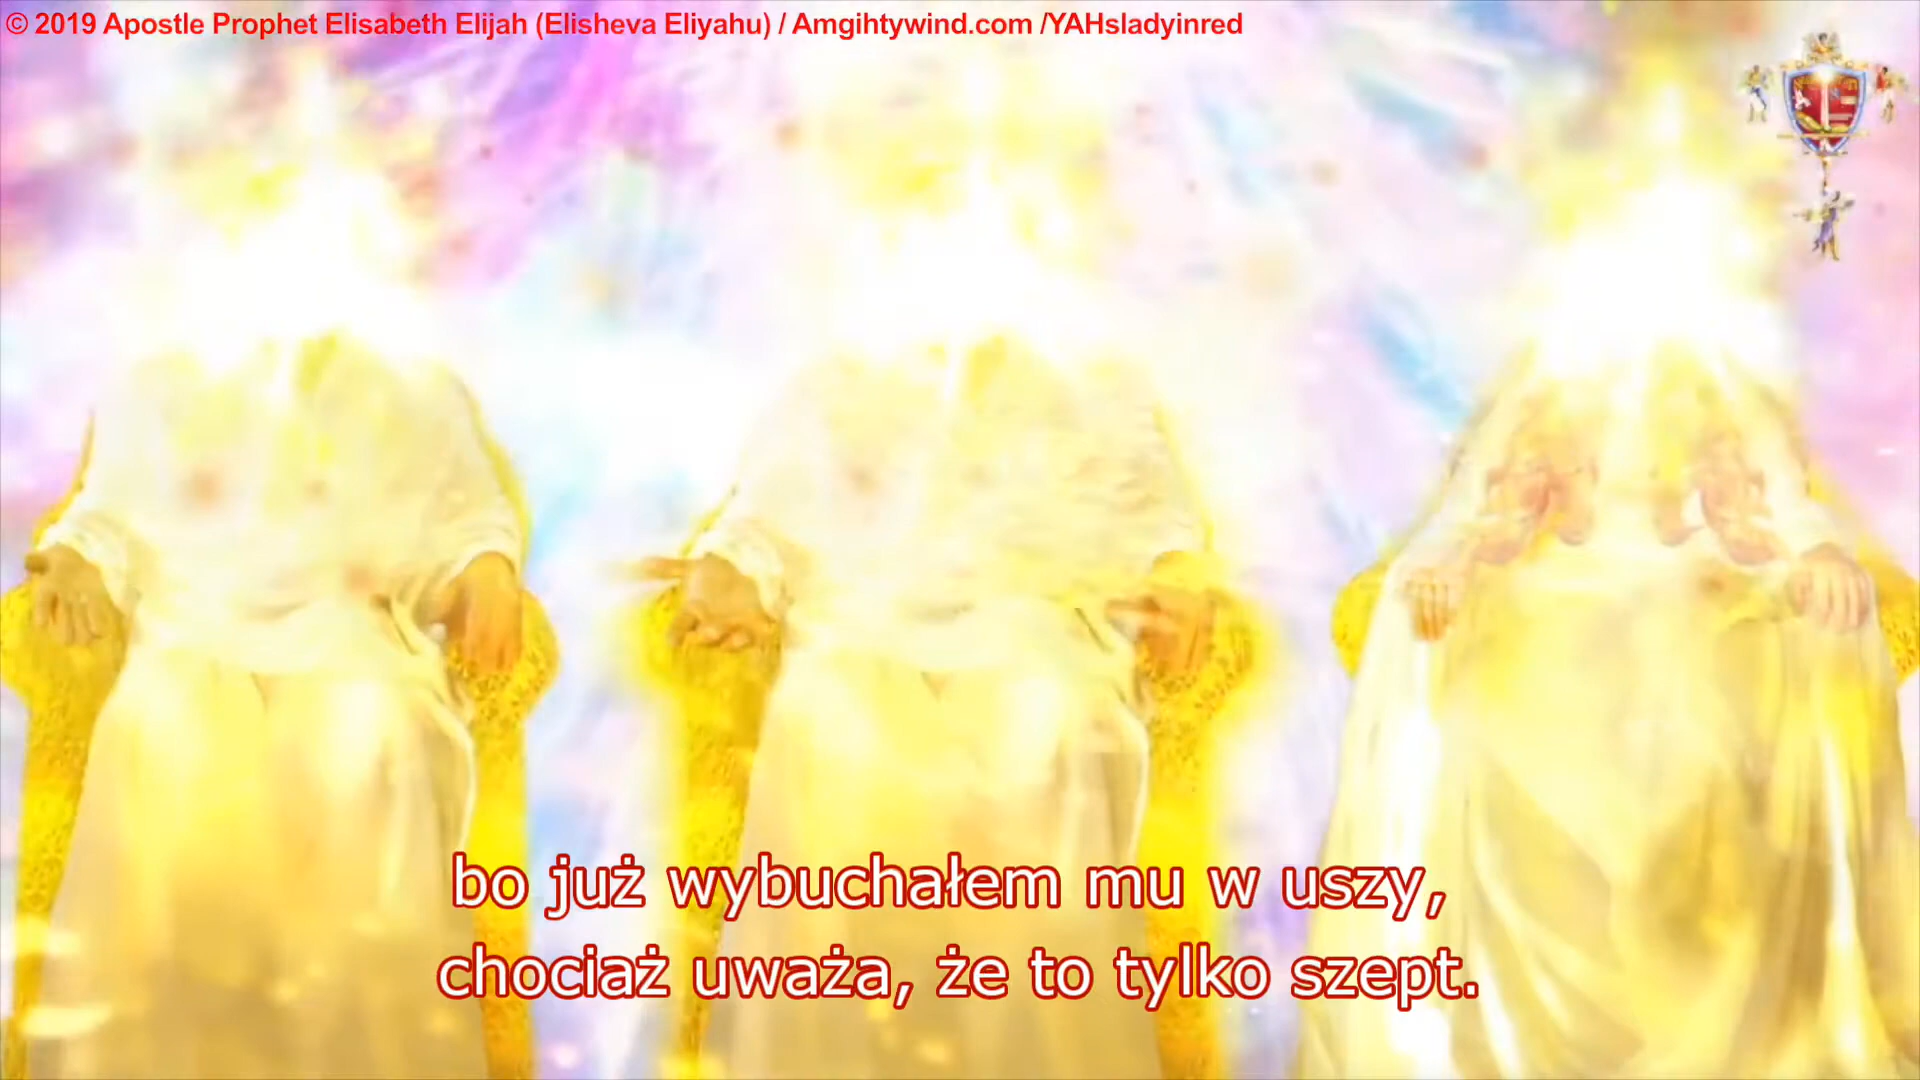 © 2019 Apostle Prophet Elisabeth Elijah (Elisheva Eliyahu) / Amgihtywind.com /YAHsladyinred
bo już wybuchałem mu w uszy,
chociaż uważa, że to tylko szept.